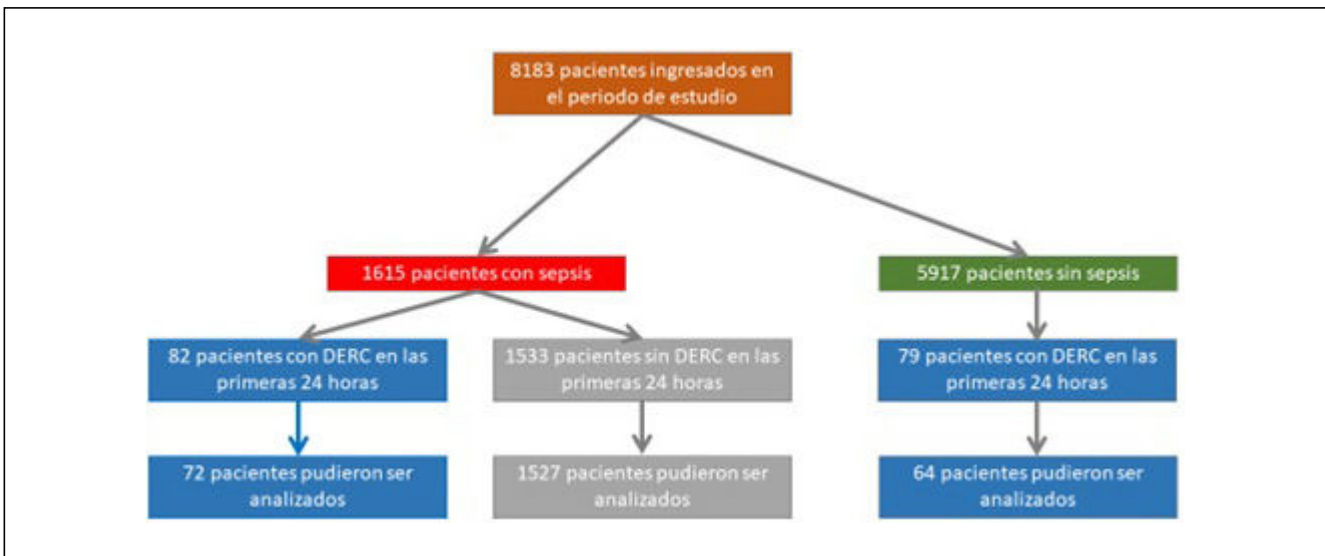 8183 pacientes ingresados en
el periodo de estudio
1615 pacientes con sepsis
5917 pacientes sin sepsis
82 pacientes con DERC en las
primeras 24 horas
1533 pacientes sin DERC en las
primeras 24 horas
79 pacientes con DERC en las
primeras 24 horas
72 pacientes pudieron ser
analizados
1527 pacientes pudieron ser
analizados
64 pacientes pudieron ser
analizados